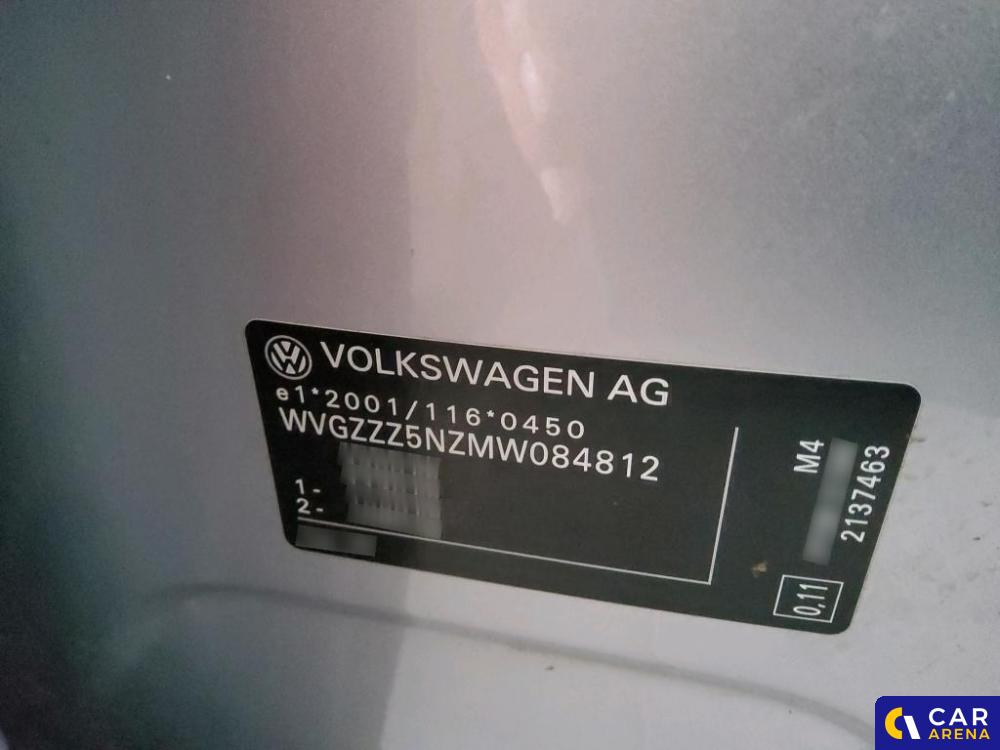 VOLKSWAGEN AG
e1*2001/116*0450
WVGZZZ5NZMW084812
1-
2-
M4
2137463
0,11
CAR
ARENA